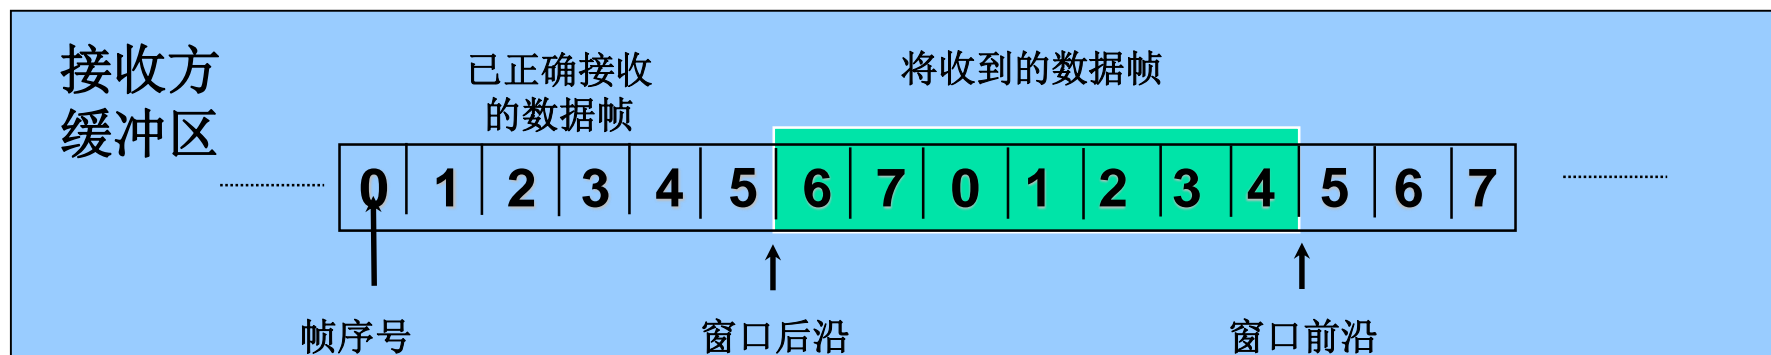 接收方
缓冲区
已正确接收
的数据帧
将收到的数据帧
0 1 2 3 4 5 6 7 0 1 2 3 4 5 6 7
帧序号
窗口后沿
窗口前沿